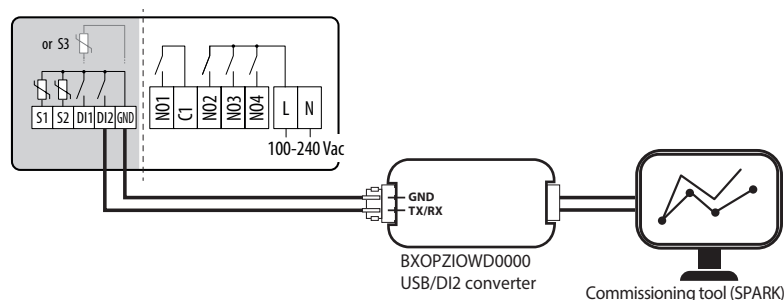 or S3
S1 S2 DI1 DI2 GND
NO1 C1 NO2 NO3 NO4 L N
100-240 Vac
GND
TX/RX
BXOPZIOWD0000
USB/DI2 converter
Commissioning tool (SPARK)